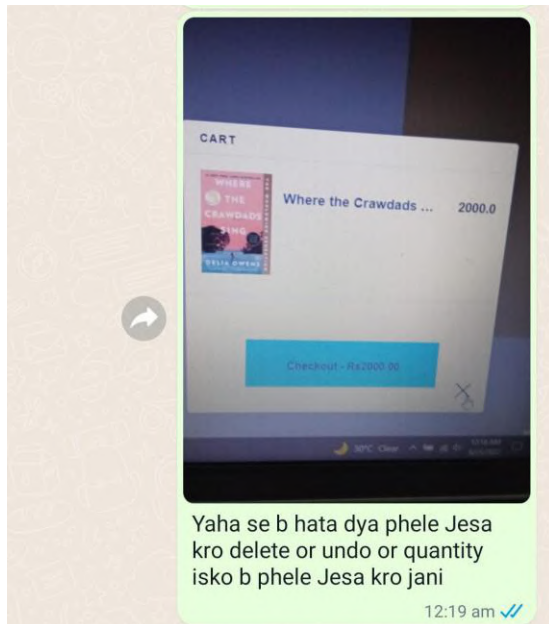 CART
WHERE
THE
CRAWDADS
SING
DELIA OWENS
Where the Crawdads ... 2000.0
Checkout - Rs2000.00
30°C Clear
Yaha se b hata dya phele Jesa
kro delete or undo or quantity
isko b phele Jesa kro jani
12:19 am